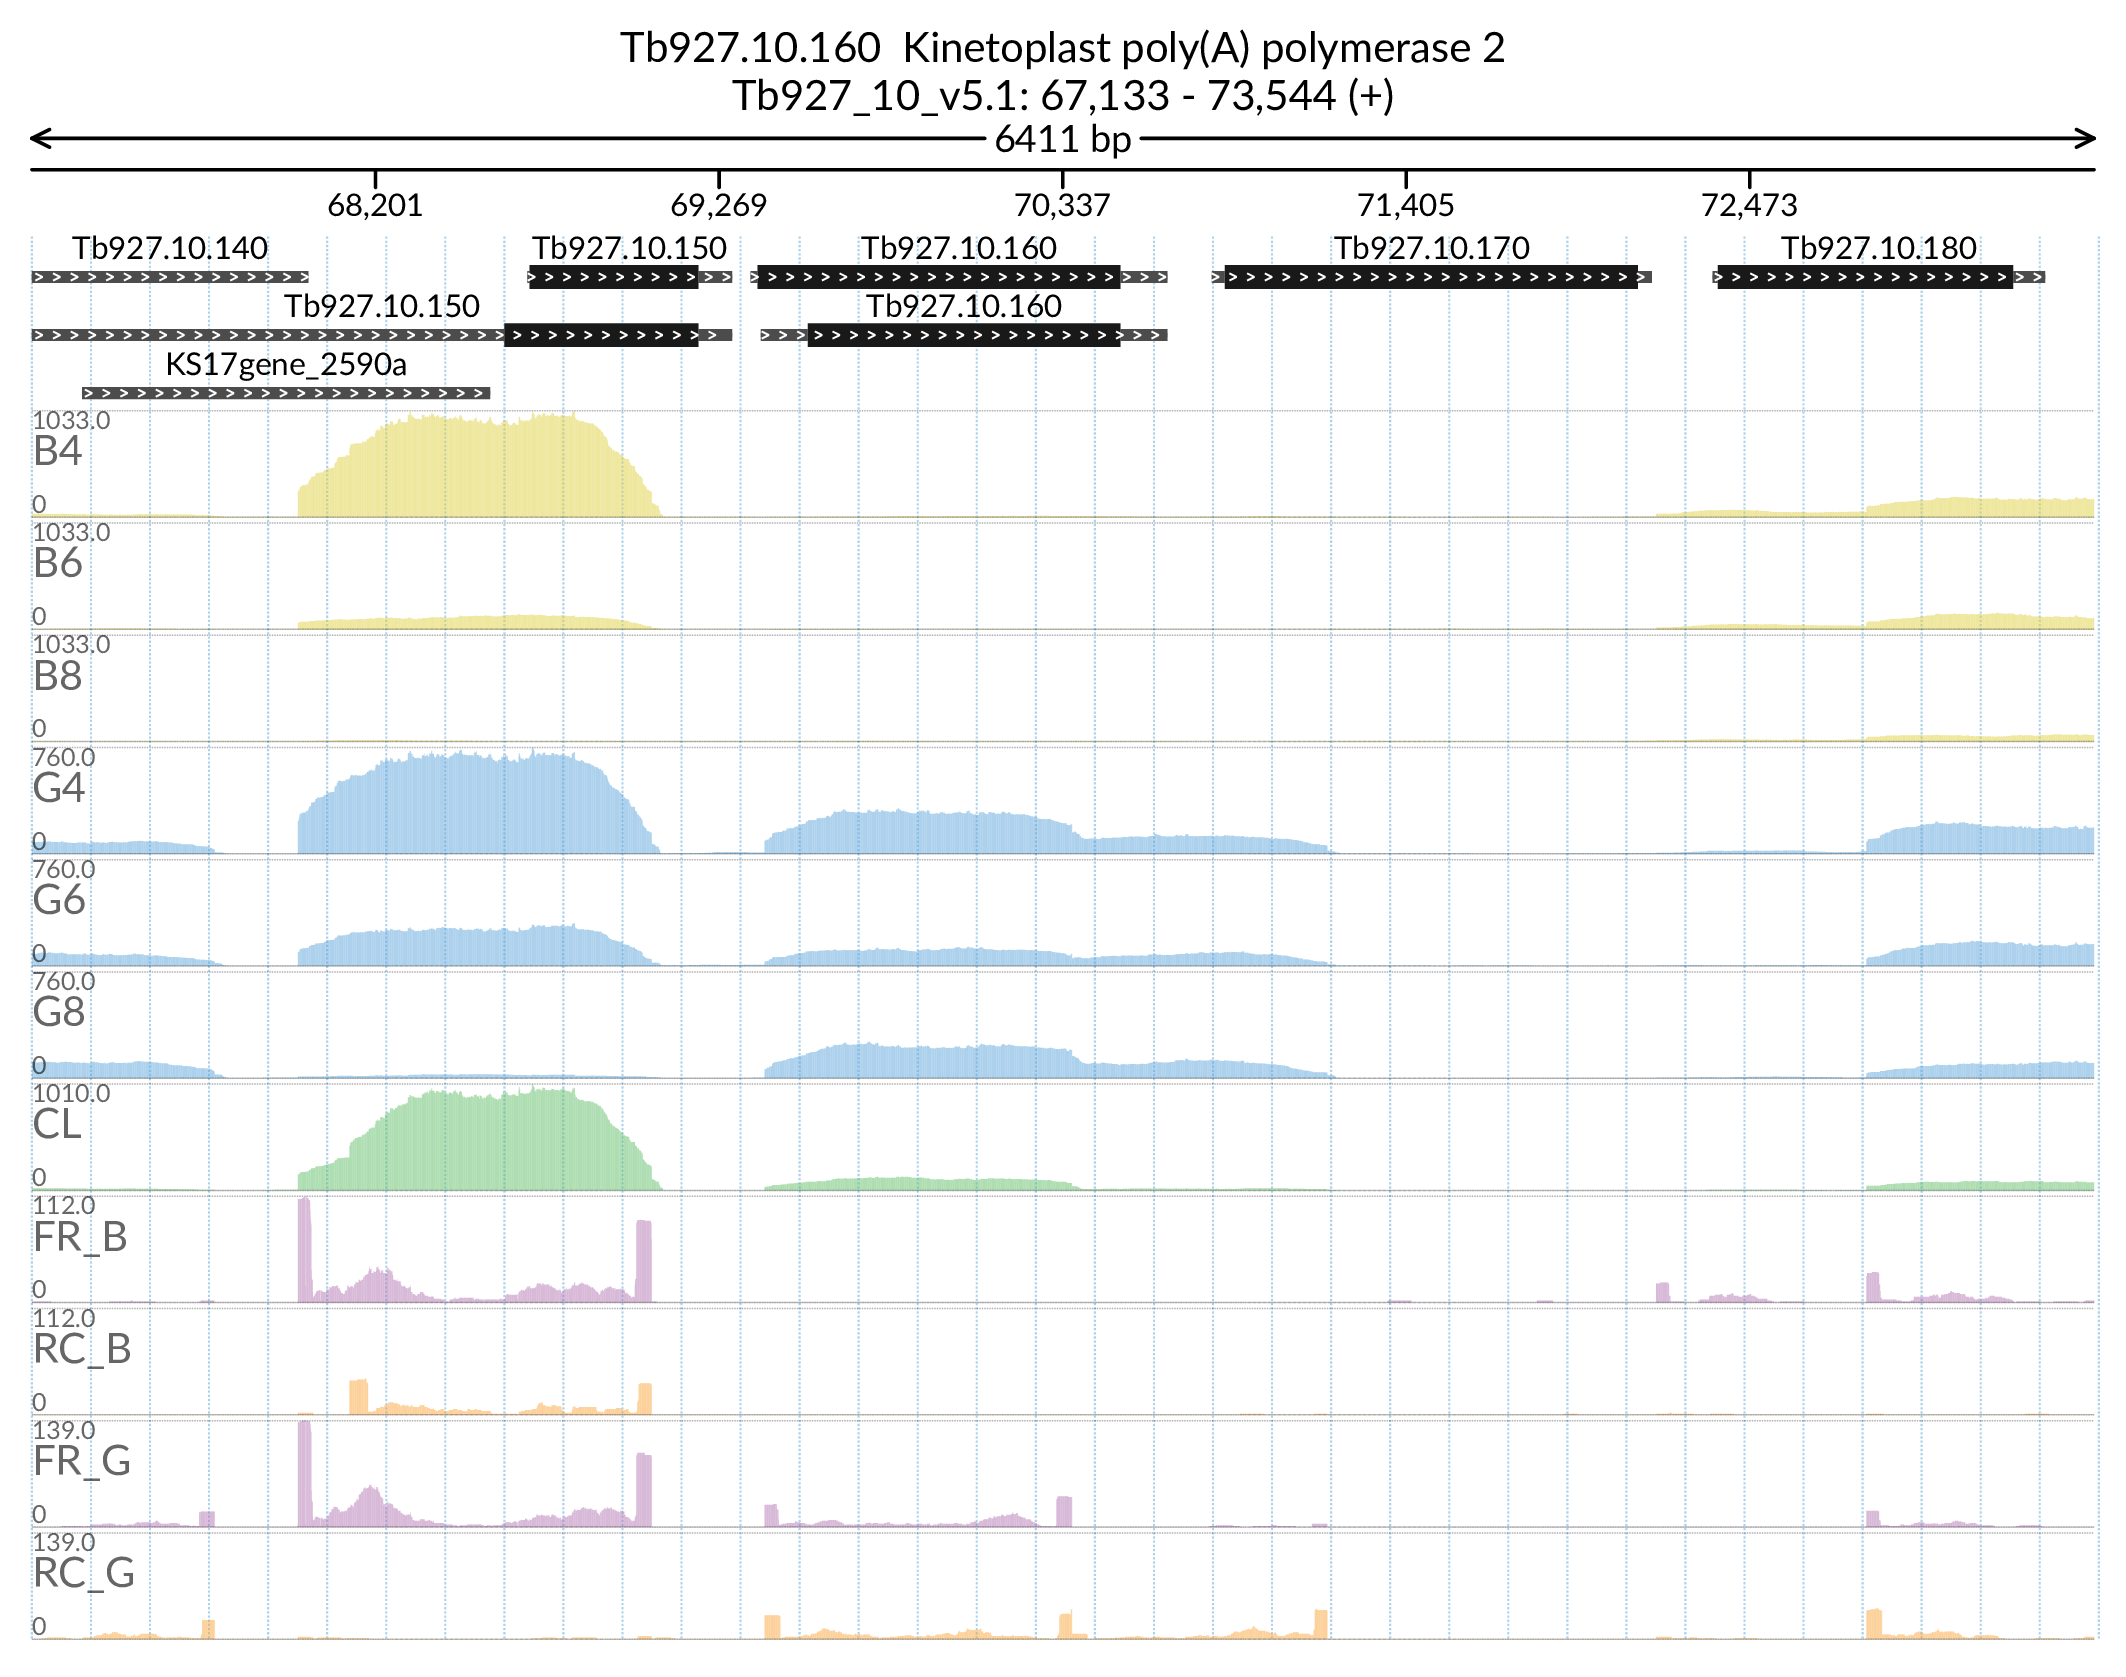 Tb927.10.160  Kinetoplast poly(A) polymerase 2
Tb927_10_v5.1: 67,133 - 73,544 (+)
6411 bp
68,201 69,269 70,337 71,405 72,473
Tb927.10.140 Tb927.10.150 Tb927.10.160 Tb927.10.170 Tb927.10.180
Tb927.10.150 Tb927.10.160
KS17gene_2590a
1033.0
B4
0
1033.0
B6
0
1033.0
B8
0
760.0
G4
0
760.0
G6
0
760.0
G8
0
1010.0
CL
0
112.0
FR_B
0
112.0
RC_B
0
139.0
FR_G
0
139.0
RC_G
0